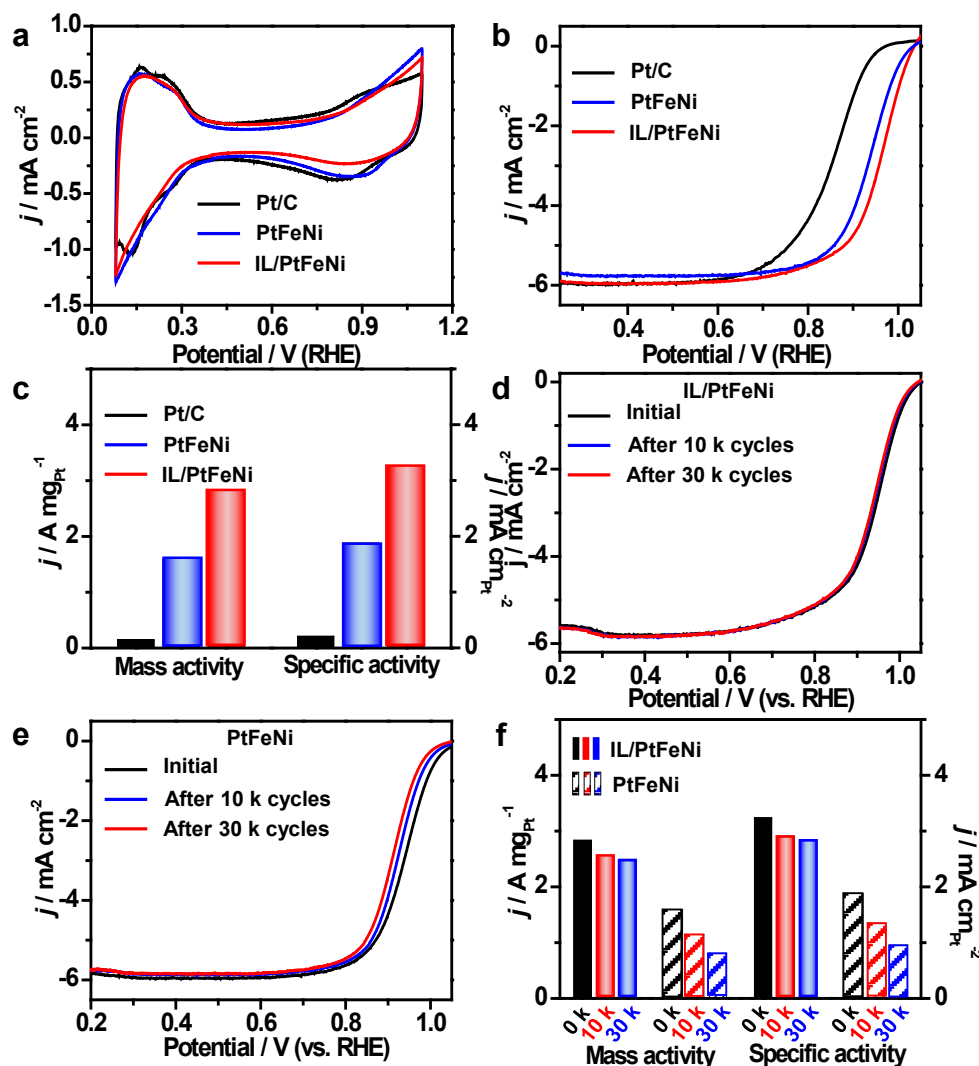 a
1.0
0.5
0.0
-0.5
-1.0
-1.5
j / mA cm-2
Pt/C
PtFeNi
IL/PtFeNi
0.0 0.3 0.6 0.9 1.2
Potential / V (RHE)
b
0
-2
-4
-6
j / mA cm-2
Pt/C
PtFeNi
IL/PtFeNi
0.4 0.6 0.8 1.0
Potential / V (RHE)
c
4
2
0
j / A mgPt-1
Pt/C
PtFeNi
IL/PtFeNi
4
2
0
j / mA cmPt-2
Mass activity Specific activity
d
0
-2
-4
-6
j / mA cm-2
IL/PtFeNi
Initial
After 10 k cycles
After 30 k cycles
0.2 0.4 0.6 0.8 1.0
Potential / V (vs. RHE)
e
0
-2
-4
-6
j / mA cm-2
PtFeNi
Initial
After 10 k cycles
After 30 k cycles
0.2 0.4 0.6 0.8 1.0
Potential / V (vs. RHE)
f
4
2
0
j / A mgPt-1
IL/PtFeNi
PtFeNi
4
2
0
j / mA cmPt-2
0 k 10 k 30 k 0 k 10 k 30 k 0 k 10 k 30 k 0 k 10 k 30 k
Mass activity Specific activity